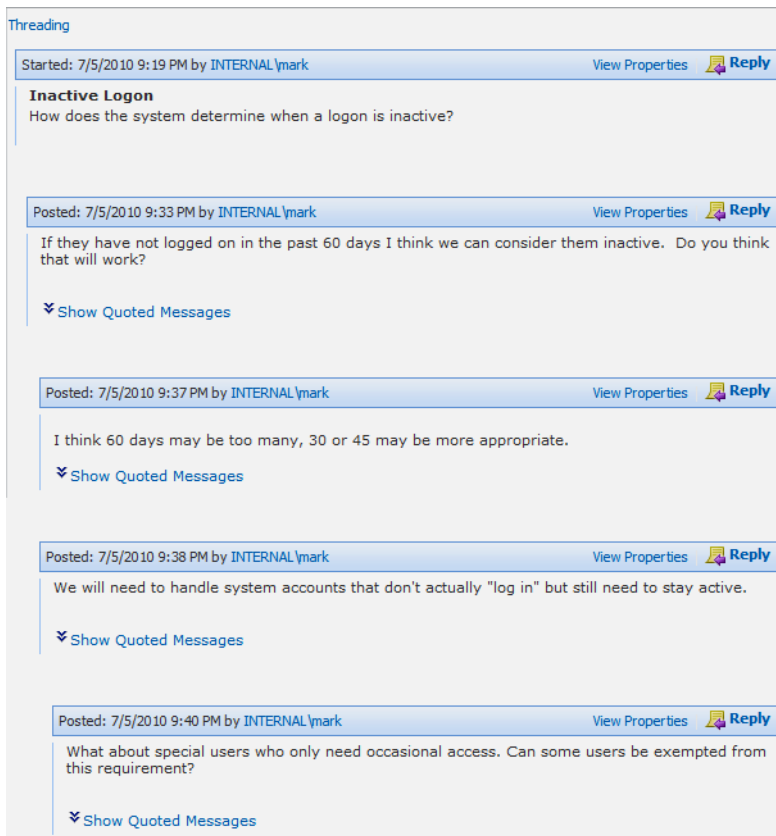 Threading
Started: 7/5/2010 9:19 PM by INTERNAL\mark View Properties Reply
Inactive Logon
How does the system determine when a logon is inactive?
Posted: 7/5/2010 9:33 PM by INTERNAL\mark View Properties Reply
If they have not logged on in the past 60 days I think we can consider them inactive. Do you think
that will work?
Show Quoted Messages
Posted: 7/5/2010 9:37 PM by INTERNAL\mark View Properties Reply
I think 60 days may be too many, 30 or 45 may be more appropriate.
Show Quoted Messages
Posted: 7/5/2010 9:38 PM by INTERNAL\mark View Properties Reply
We will need to handle system accounts that don't actually "log in" but still need to stay active.
Show Quoted Messages
Posted: 7/5/2010 9:40 PM by INTERNAL\mark View Properties Reply
What about special users who only need occasional access. Can some users be exempted from
this requirement?
Show Quoted Messages